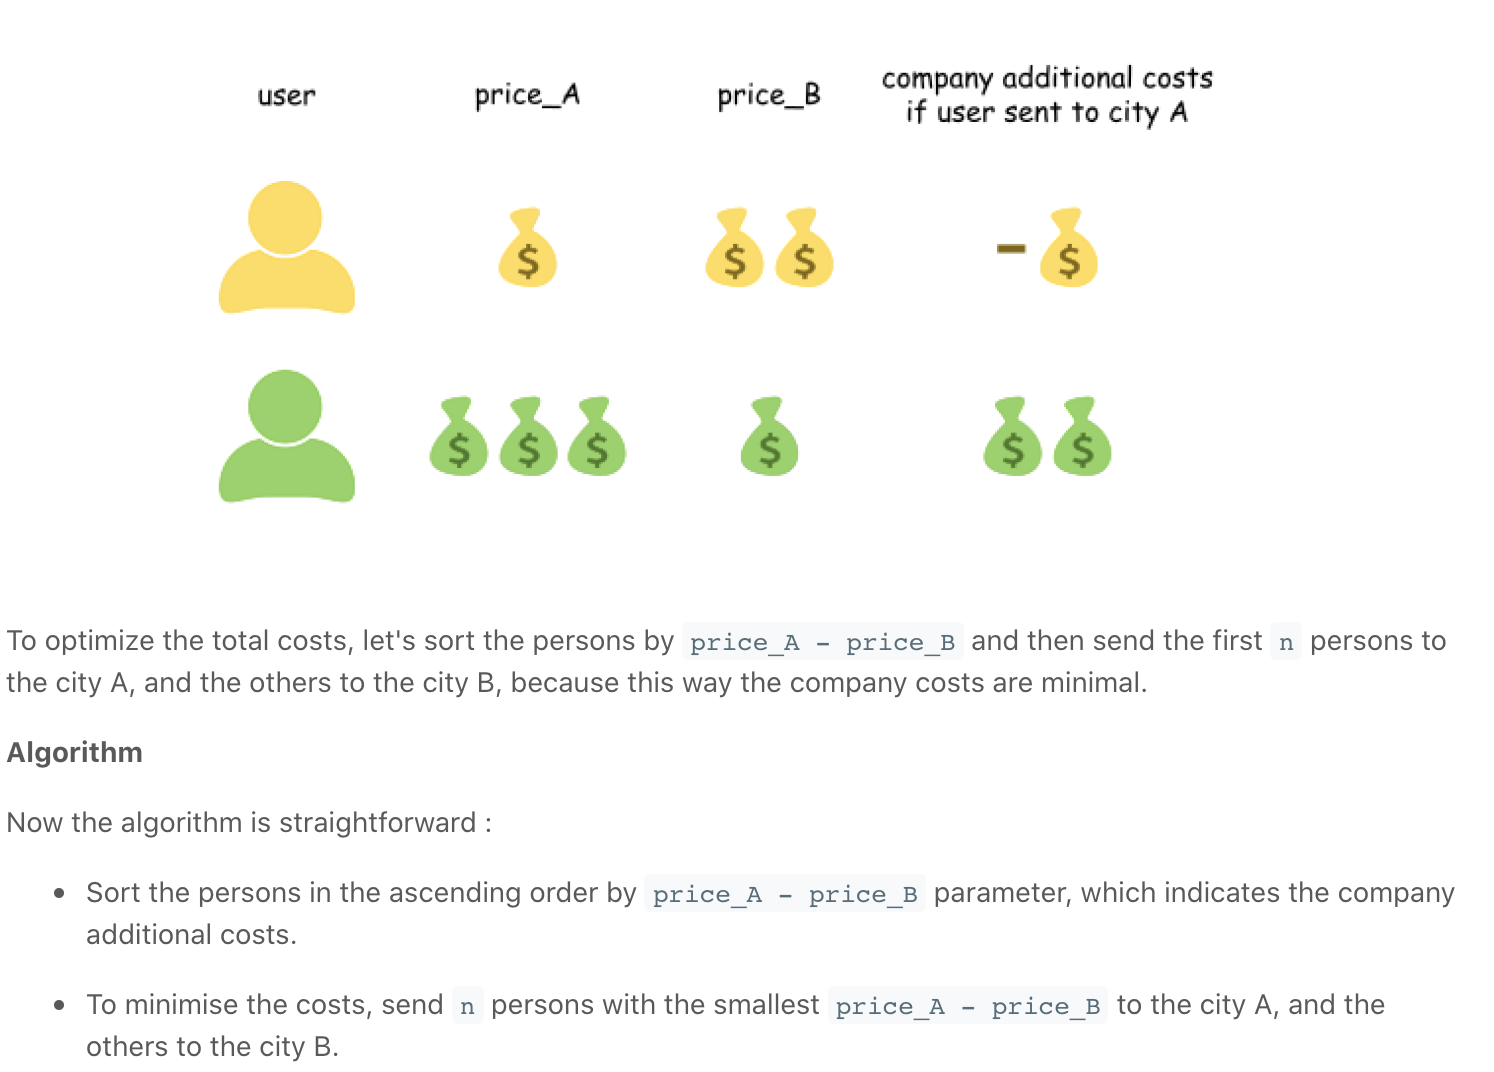 user price_A price_B company additional costs
if user sent to city A
$ $ $ - $
$ $ $ $ $ $
To optimize the total costs, let's sort the persons by price_A - price_B and then send the first n persons to
the city A, and the others to the city B, because this way the company costs are minimal.
Algorithm
Now the algorithm is straightforward :
• Sort the persons in the ascending order by price_A - price_B parameter, which indicates the company
additional costs.
• To minimise the costs, send n persons with the smallest price_A - price_B to the city A, and the
others to the city B.